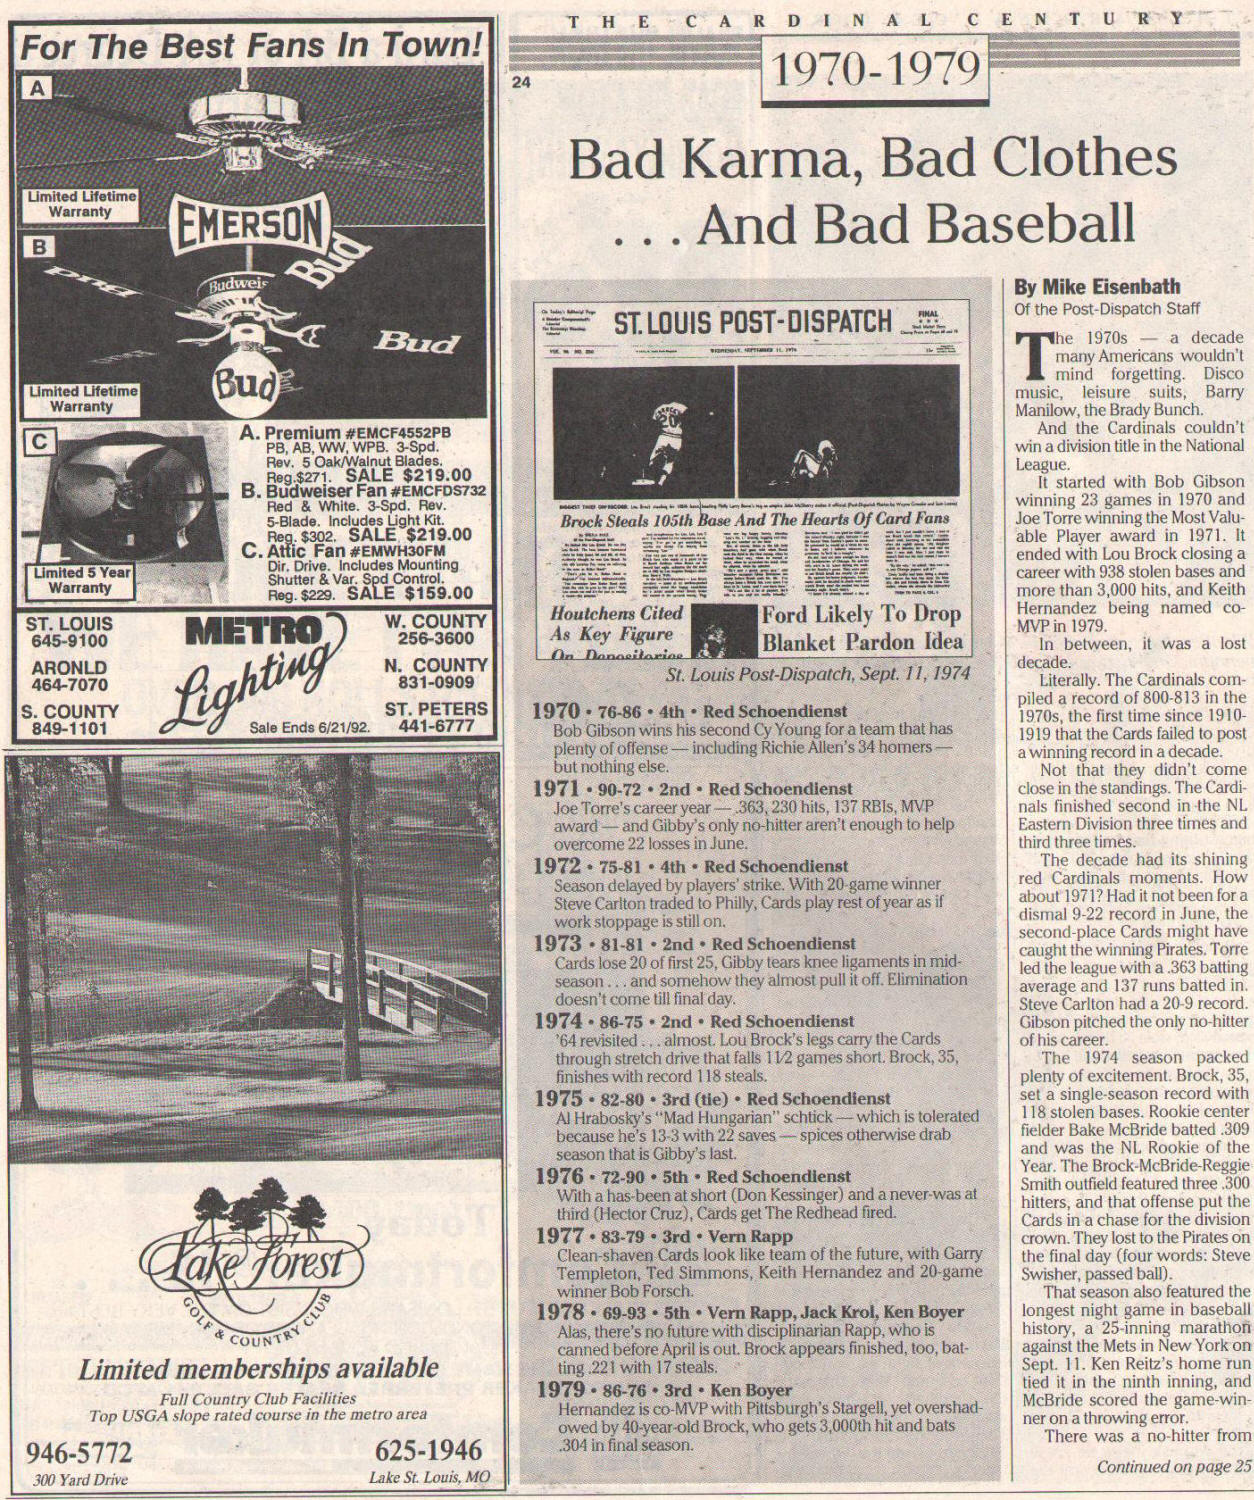 For The Best Fans In Town!
A
Limited Lifetime
Warranty
EMERSON
B
Bud
Bud
Budweis
Bud
Bud
Limited Lifetime
Warranty
C
Limited 5 Year
Warranty
A. Premium #EMCF4552PB
PB, AB, WW, WPB. 3-Spd.
Rev. 5 Oak/Walnut Blades.
Reg.$271. SALE $219.00
B. Budweiser Fan #EMCFDS732
Red & White. 3-Spd. Rev.
5-Blade. Includes Light Kit.
Reg. $302. SALE $219.00
C. Attic Fan #EMWH30FM
Dir. Drive. Includes Mounting
Shutter & Var. Spd Control.
Reg. $229. SALE $159.00
ST. LOUIS
645-9100
ARONLD
464-7070
S. COUNTY
849-1101
METRO
Lighting
Sale Ends 6/21/92.
W. COUNTY
256-3600
N. COUNTY
831-0909
ST. PETERS
441-6777
Lake Forest
GOLF & COUNTRY CLUB
Limited memberships available
Full Country Club Facilities
Top USGA slope rated course in the metro area
946-5772
300 Yard Drive
625-1946
Lake St. Louis, MO
THE CARDINAL CENTURY
24
1970-1979
Bad Karma, Bad Clothes
. . . And Bad Baseball
ST. LOUIS POST-DISPATCH
FINAL
WEDNESDAY, SEPTEMBER 11, 1974
20
Brock Steals 105th Base And The Hearts Of Card Fans
Houtchens Cited
As Key Figure
On Depositories
Ford Likely To Drop
Blanket Pardon Idea
St. Louis Post-Dispatch, Sept. 11, 1974
1970 • 76-86 • 4th • Red Schoendienst
Bob Gibson wins his second Cy Young for a team that has
plenty of offense — including Richie Allen's 34 homers —
but nothing else.
1971 • 90-72 • 2nd • Red Schoendienst
Joe Torre's career year — .363, 230 hits, 137 RBIs, MVP
award — and Gibby's only no-hitter aren't enough to help
overcome 22 losses in June.
1972 • 75-81 • 4th • Red Schoendienst
Season delayed by players' strike. With 20-game winner
Steve Carlton traded to Philly, Cards play rest of year as if
work stoppage is still on.
1973 • 81-81 • 2nd • Red Schoendienst
Cards lose 20 of first 25, Gibby tears knee ligaments in mid-
season . . . and somehow they almost pull it off. Elimination
doesn't come till final day.
1974 • 86-75 • 2nd • Red Schoendienst
'64 revisited . . . almost. Lou Brock's legs carry the Cards
through stretch drive that falls 11⁄2 games short. Brock, 35,
finishes with record 118 steals.
1975 • 82-80 • 3rd (tie) • Red Schoendienst
Al Hrabosky's "Mad Hungarian" schtick — which is tolerated
because he's 13-3 with 22 saves — spices otherwise drab
season that is Gibby's last.
1976 • 72-90 • 5th • Red Schoendienst
With a has-been at short (Don Kessinger) and a never-was at
third (Hector Cruz), Cards get The Redhead fired.
1977 • 83-79 • 3rd • Vern Rapp
Clean-shaven Cards look like team of the future, with Garry
Templeton, Ted Simmons, Keith Hernandez and 20-game
winner Bob Forsch.
1978 • 69-93 • 5th • Vern Rapp, Jack Krol, Ken Boyer
Alas, there's no future with disciplinarian Rapp, who is
canned before April is out. Brock appears finished, too, bat-
ting .221 with 17 steals.
1979 • 86-76 • 3rd • Ken Boyer
Hernandez is co-MVP with Pittsburgh's Stargell, yet overshad-
owed by 40-year-old Brock, who gets 3,000th hit and bats
.304 in final season.
By Mike Eisenbath
Of the Post-Dispatch Staff
The 1970s — a decade
many Americans wouldn't
mind forgetting. Disco
music, leisure suits, Barry
Manilow, the Brady Bunch.
And the Cardinals couldn't
win a division title in the National
League.
It started with Bob Gibson
winning 23 games in 1970 and
Joe Torre winning the Most Valu-
able Player award in 1971. It
ended with Lou Brock closing a
career with 938 stolen bases and
more than 3,000 hits, and Keith
Hernandez being named co-
MVP in 1979.
In between, it was a lost
decade.
Literally. The Cardinals com-
piled a record of 800-813 in the
1970s, the first time since 1910-
1919 that the Cards failed to post
a winning record in a decade.
Not that they didn't come
close in the standings. The Cardi-
nals finished second in the NL
Eastern Division three times and
third three times.
The decade had its shining
red Cardinals moments. How
about 1971? Had it not been for a
dismal 9-22 record in June, the
second-place Cards might have
caught the winning Pirates. Torre
led the league with a .363 batting
average and 137 runs batted in.
Steve Carlton had a 20-9 record.
Gibson pitched the only no-hitter
of his career.
The 1974 season packed
plenty of excitement. Brock, 35,
set a single-season record with
118 stolen bases. Rookie center
fielder Bake McBride batted .309
and was the NL Rookie of the
Year. The Brock-McBride-Reggie
Smith outfield featured three .300
hitters, and that offense put the
Cards in a chase for the division
crown. They lost to the Pirates on
the final day (four words: Steve
Swisher, passed ball).
That season also featured the
longest night game in baseball
history, a 25-inning marathon
against the Mets in New York on
Sept. 11. Ken Reitz's home run
tied it in the ninth inning, and
McBride scored the game-win-
ner on a throwing error.
There was a no-hitter from
Continued on page 25